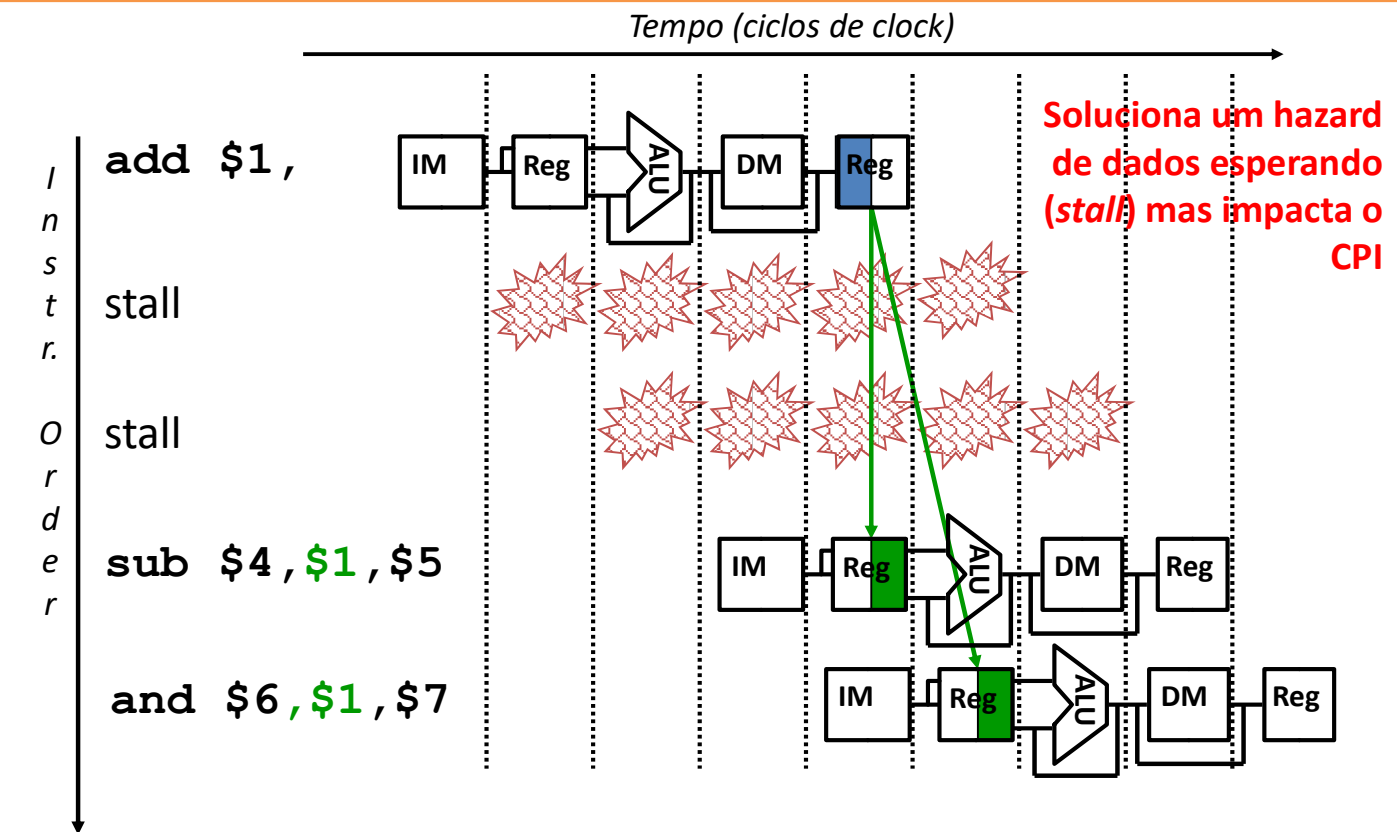 Tempo (ciclos de clock)
Soluciona um hazard
de dados esperando
(stall) mas impacta o
CPI
Instr. Order
add $1,
IM Reg ALU DM Reg
stall
stall
sub $4,$1,$5
IM Reg ALU DM Reg
and $6,$1,$7
IM Reg ALU DM Reg